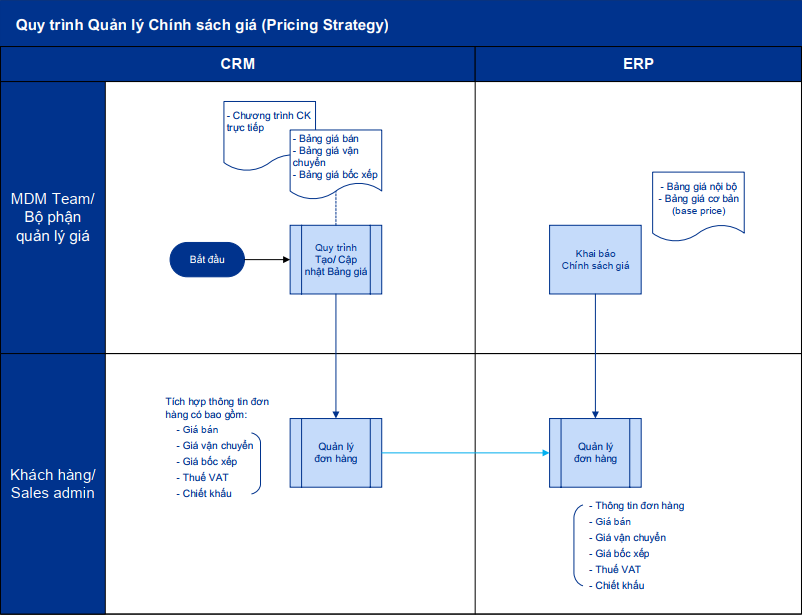 Quy trình Quản lý Chính sách giá (Pricing Strategy)
CRM
ERP
MDM Team/
Bộ phận
quản lý giá
- Chương trình CK
trực tiếp
- Bảng giá bán
- Bảng giá vận
chuyển
- Bảng giá bốc xếp
Bắt đầu
Quy trình
Tạo/ Cập
nhật Bảng giá
- Bảng giá nội bộ
- Bảng giá cơ bản
(base price)
Khai báo
Chính sách giá
Khách hàng/
Sales admin
Tích hợp thông tin đơn
hàng có bao gồm:
- Giá bán
- Giá vận chuyển
- Giá bốc xếp
- Thuế VAT
- Chiết khấu
Quản lý
đơn hàng
Quản lý
đơn hàng
- Thông tin đơn hàng
- Giá bán
- Giá vận chuyển
- Giá bốc xếp
- Thuế VAT
- Chiết khấu